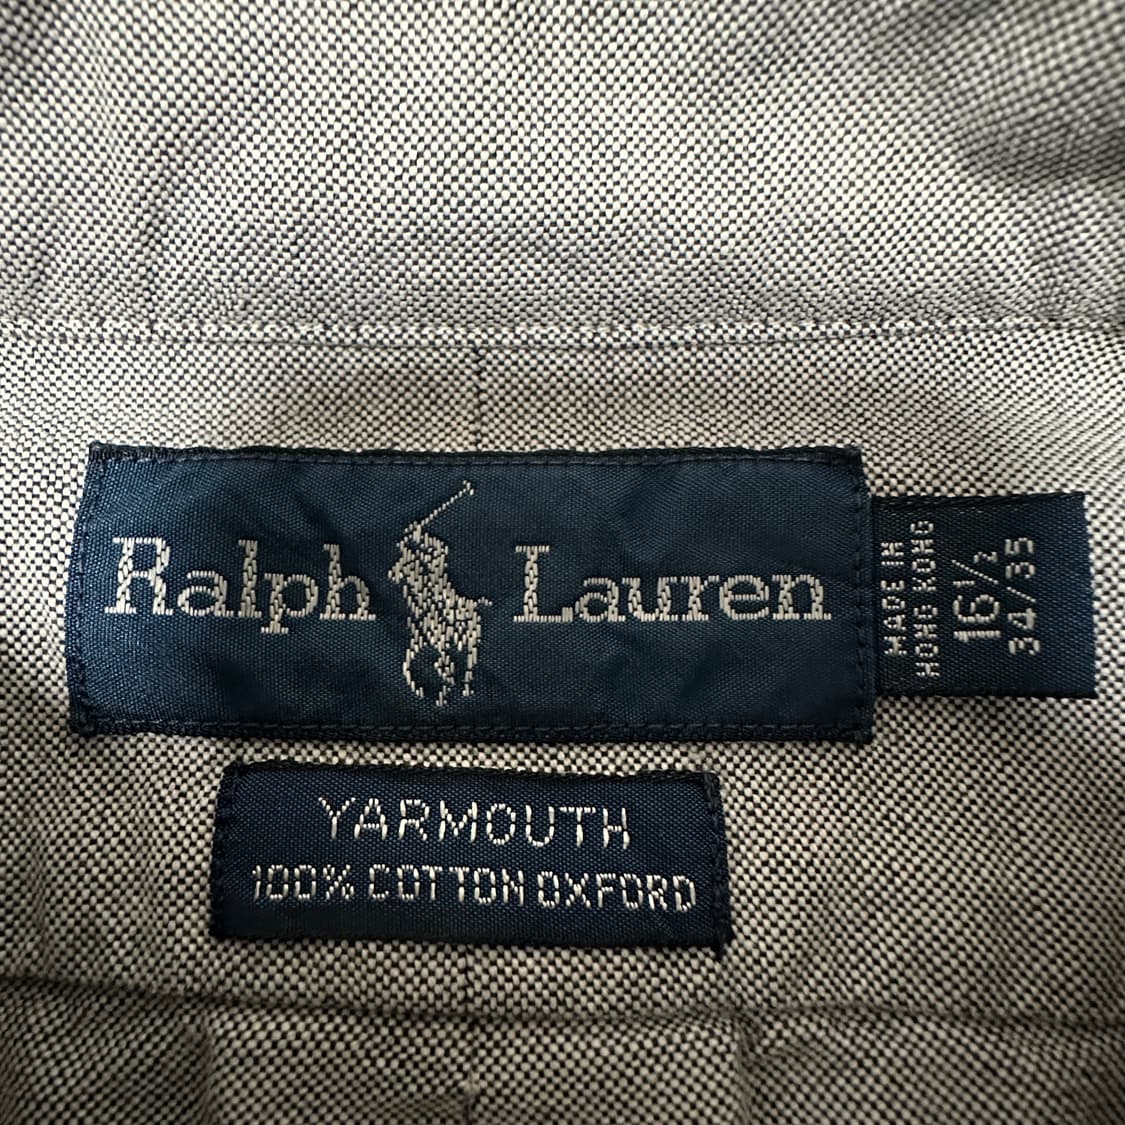 Ralph Lauren
MADE IN
HONG KONG
16½
34/35
YARMOUTH
100% COTTON OXFORD